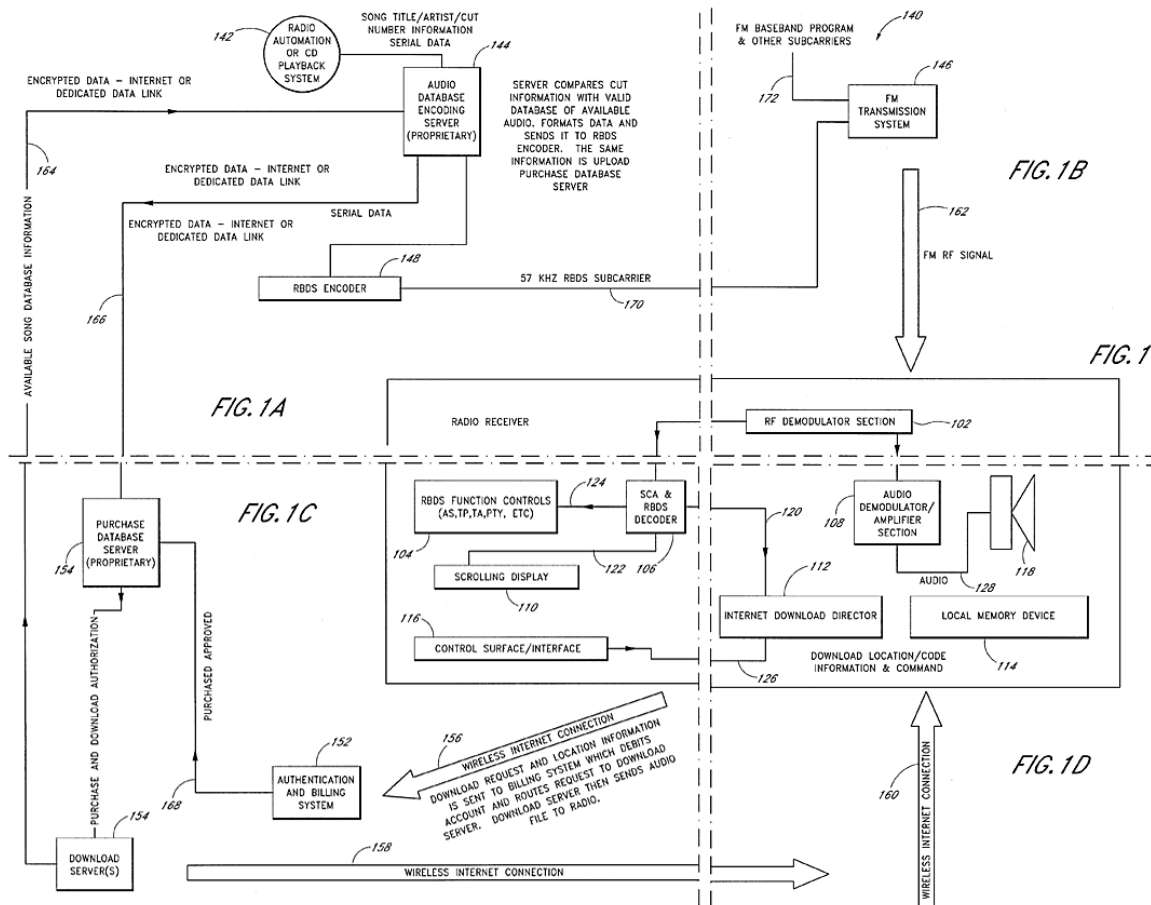 SONG TITLE/ARTIST/CUT
NUMBER INFORMATION
SERIAL DATA
142
RADIO
AUTOMATION
OR CD
PLAYBACK
SYSTEM
144
ENCRYPTED DATA – INTERNET OR
DEDICATED DATA LINK
AUDIO
DATABASE
ENCODING
SERVER
(PROPRIETARY)
SERVER COMPARES CUT
INFORMATION WITH VALID
DATABASE OF AVAILABLE
AUDIO. FORMATS DATA AND
SENDS IT TO RBDS
ENCODER. THE SAME
INFORMATION IS UPLOAD
PURCHASE DATABASE
SERVER
164
ENCRYPTED DATA – INTERNET OR
DEDICATED DATA LINK
SERIAL DATA
ENCRYPTED DATA – INTERNET OR
DEDICATED DATA LINK
AVAILABLE SONG DATABASE INFORMATION
166
148
RBDS ENCODER
57 KHZ RBDS SUBCARRIER
170
FIG. 1A
FM BASEBAND PROGRAM
& OTHER SUBCARRIERS
140
172
146
FM
TRANSMISSION
SYSTEM
FIG. 1B
162
FM RF SIGNAL
FIG. 1
RADIO RECEIVER
RF DEMODULATOR SECTION
102
FIG. 1C
PURCHASE
DATABASE
SERVER
(PROPRIETARY)
154
RBDS FUNCTION CONTROLS
(AS,TP,TA,PTY, ETC)
104
124
SCA &
RBDS
DECODER
106
122
SCROLLING DISPLAY
110
116
CONTROL SURFACE/INTERFACE
120
108
AUDIO
DEMODULATOR/
AMPLIFIER
SECTION
118
AUDIO
128
112
INTERNET DOWNLOAD DIRECTOR
LOCAL MEMORY DEVICE
114
DOWNLOAD LOCATION/CODE
INFORMATION & COMMAND
126
PURCHASE AND DOWNLOAD AUTHORIZATION
PURCHASED APPROVED
168
152
AUTHENTICATION
AND BILLING
SYSTEM
156
WIRELESS INTERNET CONNECTION
DOWNLOAD REQUEST AND LOCATION INFORMATION
IS SENT TO BILLING SYSTEM WHICH DEBITS
ACCOUNT AND ROUTES REQUEST TO DOWNLOAD
SERVER. DOWNLOAD SERVER THEN SENDS AUDIO
FILE TO RADIO.
154
DOWNLOAD
SERVER(S)
158
WIRELESS INTERNET CONNECTION
160
WIRELESS INTERNET CONNECTION
FIG. 1D